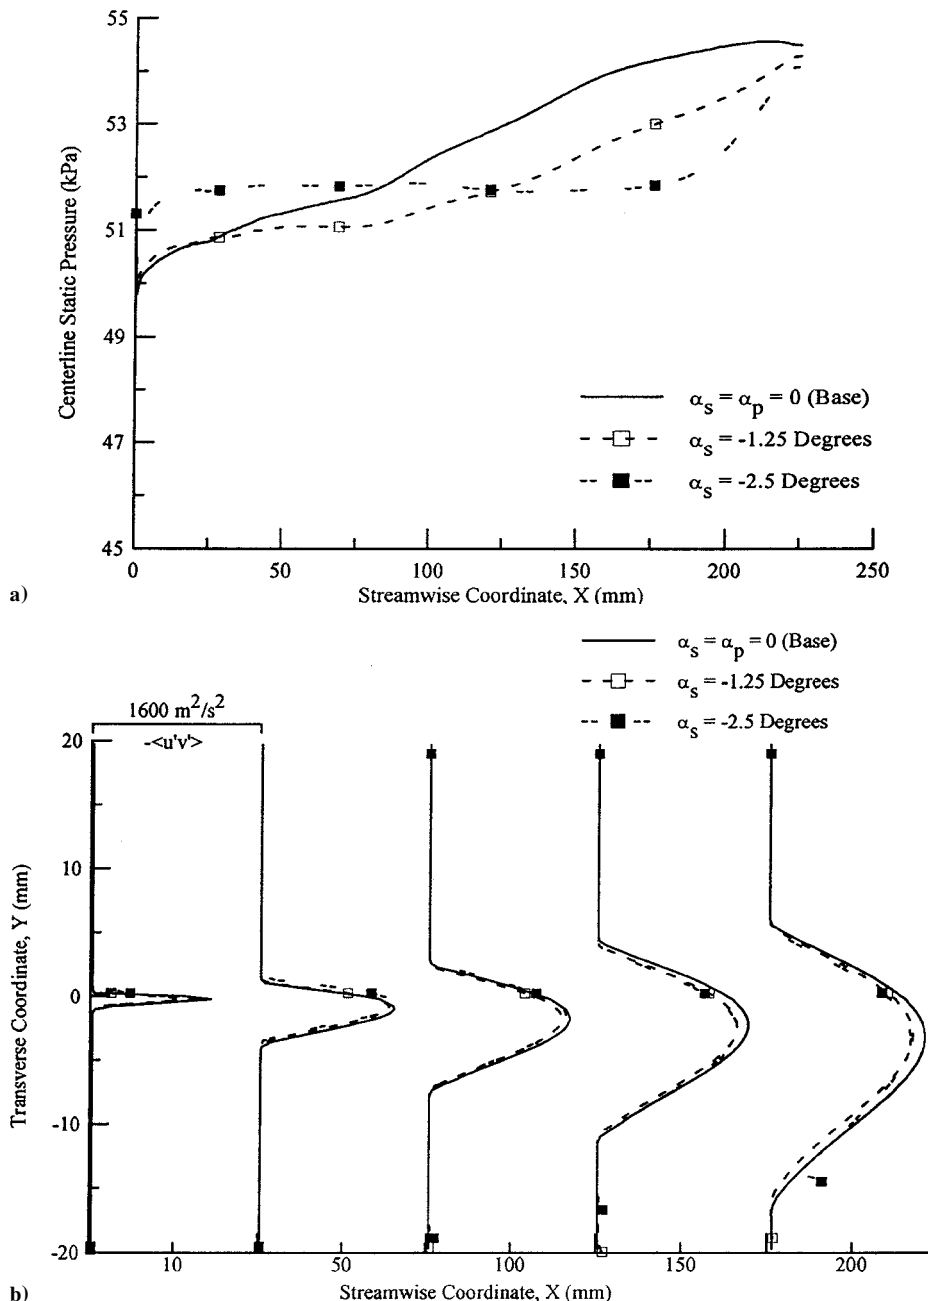 55
53
51
49
47
45
Centerline Static Pressure (kPa)
αs = αp = 0 (Base)
αs = -1.25 Degrees
αs = -2.5 Degrees
0 50 100 150 200 250
Streamwise Coordinate, X (mm)
a)
αs = αp = 0 (Base)
αs = -1.25 Degrees
αs = -2.5 Degrees
1600 m²/s²
-<u'v'>
20
10
0
-10
-20
Transverse Coordinate, Y (mm)
10 50 100 150 200
Streamwise Coordinate, X (mm)
b)